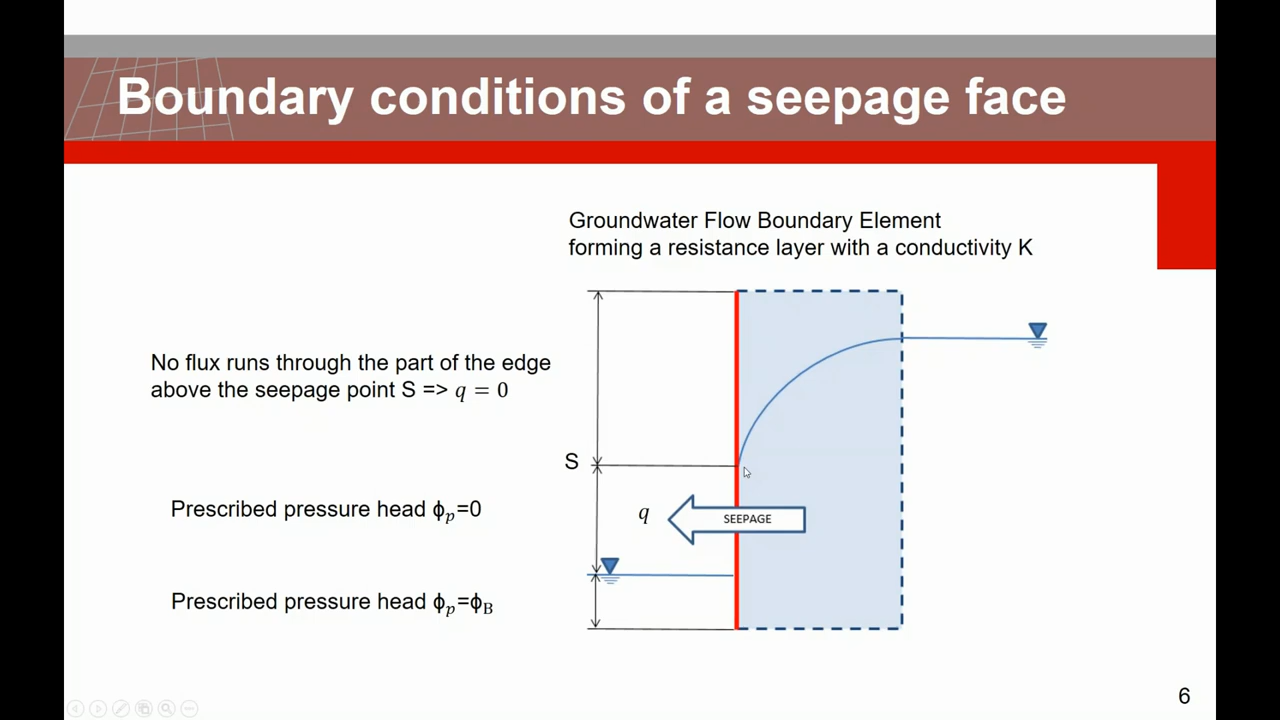 Boundary conditions of a seepage face
Groundwater Flow Boundary Element
forming a resistance layer with a conductivity K
No flux runs through the part of the edge
above the seepage point S => q = 0
S
Prescribed pressure head ϕp=0
q
SEEPAGE
Prescribed pressure head ϕp=ϕB
6